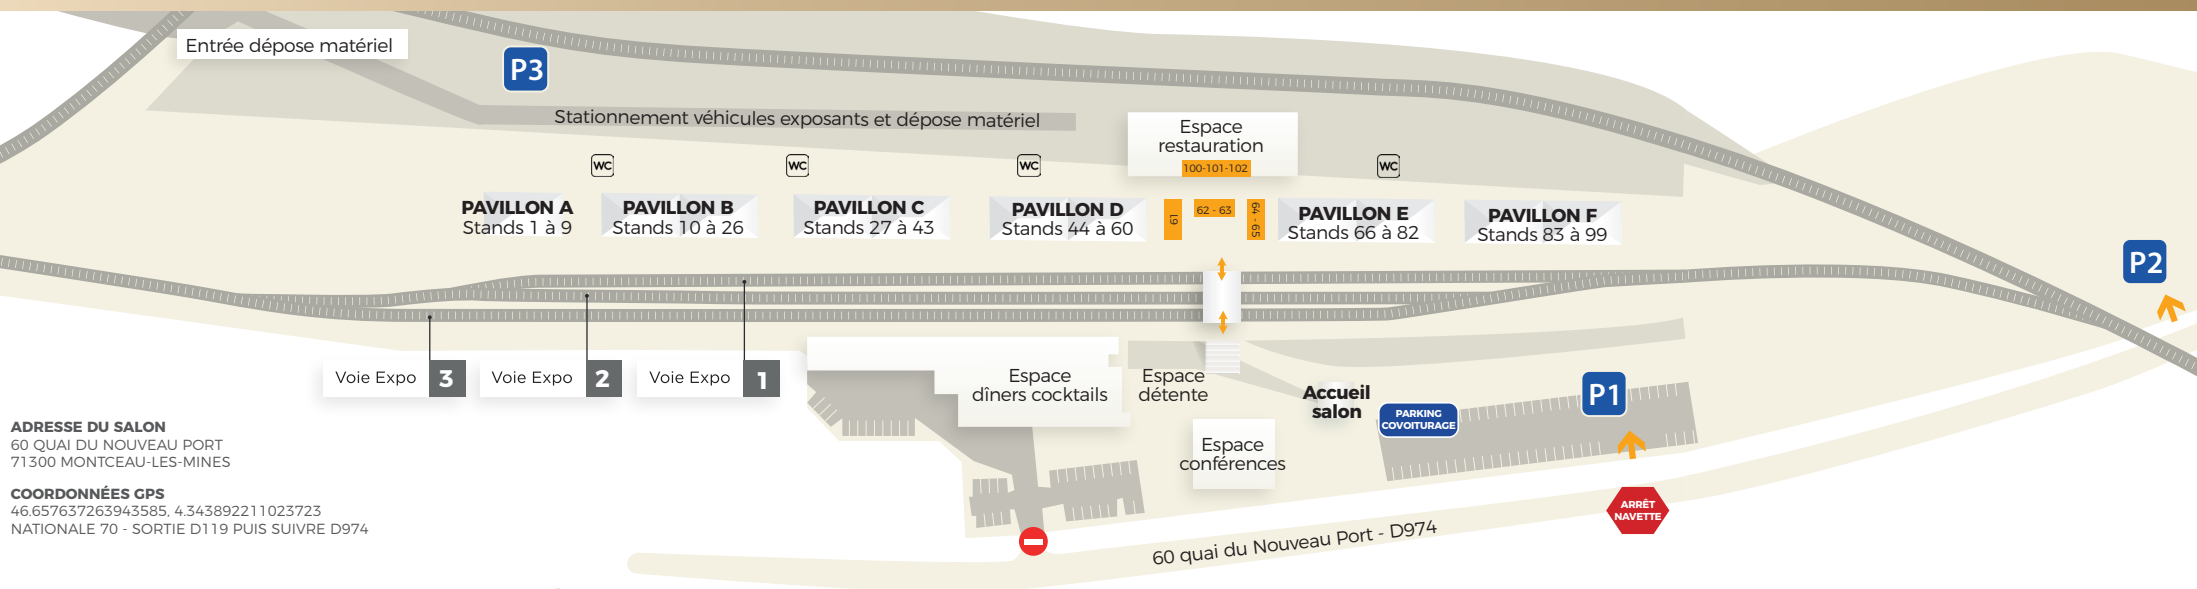 Entrée dépose matériel
P3
Stationnement véhicules exposants et dépose matériel
Espace
restauration
100-101-102
WC
WC
WC
WC
PAVILLON A
Stands 1 à 9
PAVILLON B
Stands 10 à 26
PAVILLON C
Stands 27 à 43
PAVILLON D
Stands 44 à 60
61
62 - 63
64 - 65
PAVILLON E
Stands 66 à 82
PAVILLON F
Stands 83 à 99
P2
Voie Expo 3
Voie Expo 2
Voie Expo 1
Espace
dîners cocktails
Espace
détente
Accueil
salon
PARKING
COVOITURAGE
P1
Espace
conférences
ARRÊT
NAVETTE
60 quai du Nouveau Port - D974
ADRESSE DU SALON
60 QUAI DU NOUVEAU PORT
71300 MONTCEAU-LES-MINES
COORDONNÉES GPS
46.657637263943585, 4.343892211023723
NATIONALE 70 - SORTIE D119 PUIS SUIVRE D974